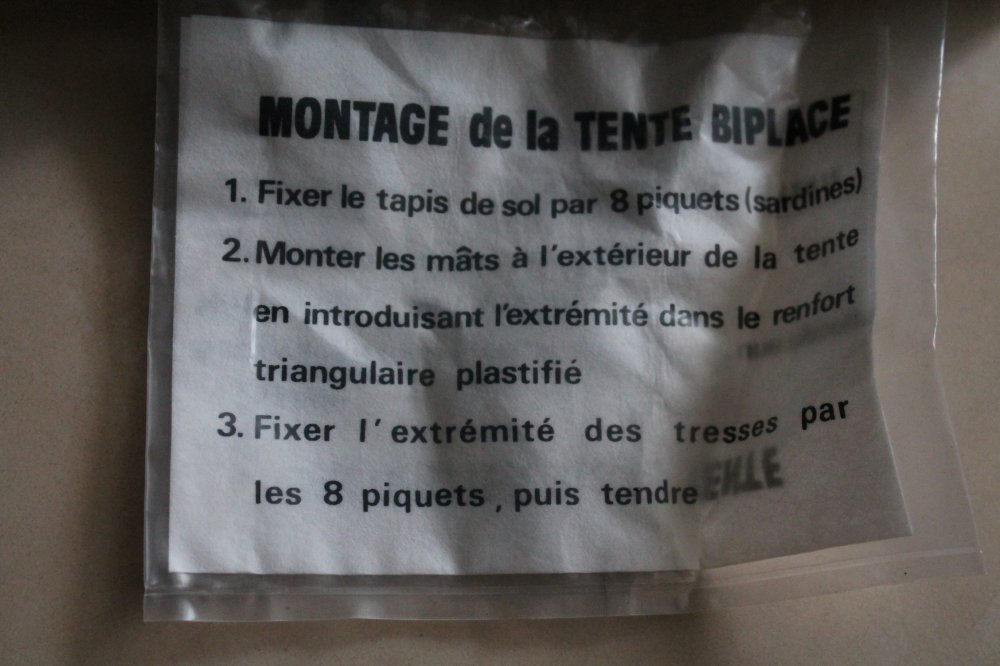 MONTAGE de la TENTE BIPLACE
1. Fixer le tapis de sol par 8 piquets (sardines)
2. Monter les mâts à l'extérieur de la tente
en introduisant l'extrémité dans le renfort
triangulaire plastifié
3. Fixer l'extrémité des tresses par
les 8 piquets, puis tendre